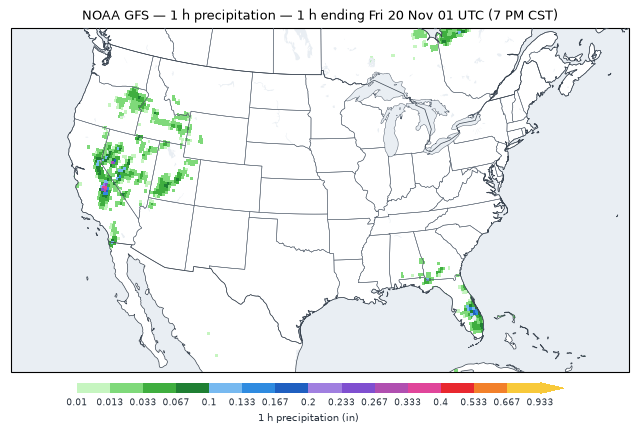 NOAA GFS — 1 h precipitation — 1 h ending Fri 20 Nov 01 UTC (7 PM CST)
0.01 0.013 0.033 0.067 0.1 0.133 0.167 0.2 0.233 0.267 0.333 0.4 0.533 0.667 0.933
1 h precipitation (in)